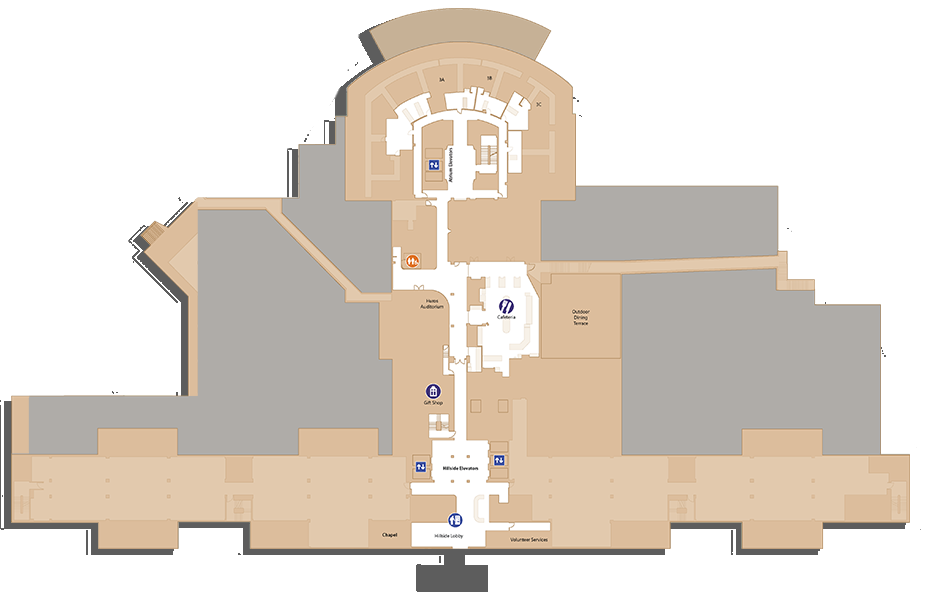 3A
3B
3C
Atrium Elevators
Hurst
Auditorium
Cafeteria
Outdoor
Dining
Terrace
Gift Shop
Hillside Elevators
Chapel
Hillside Lobby
Volunteer Services